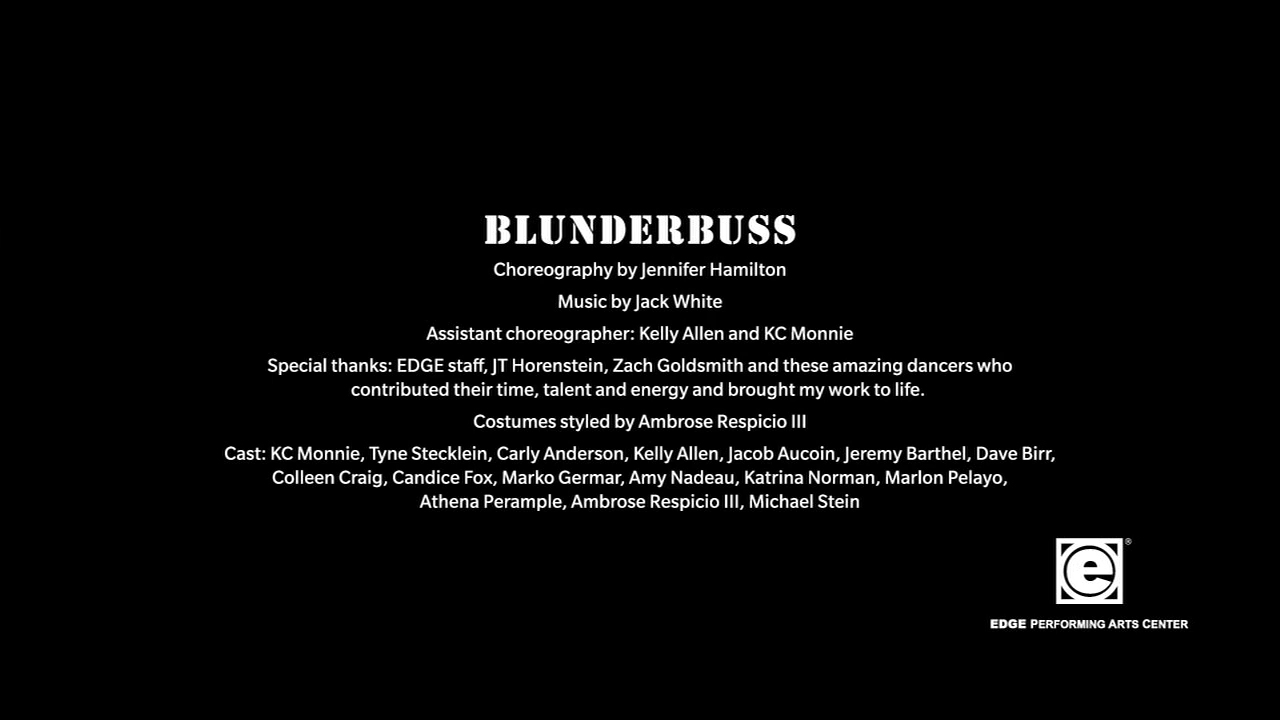 BLUNDERBUSS
Choreography by Jennifer Hamilton
Music by Jack White
Assistant choreographer: Kelly Allen and KC Monnie
Special thanks: EDGE staff, JT Horenstein, Zach Goldsmith and these amazing dancers who
contributed their time, talent and energy and brought my work to life.
Costumes styled by Ambrose Respicio III
Cast: KC Monnie, Tyne Stecklein, Carly Anderson, Kelly Allen, Jacob Aucoin, Jeremy Barthel, Dave Birr,
Colleen Craig, Candice Fox, Marko Germar, Amy Nadeau, Katrina Norman, Marlon Pelayo,
Athena Perample, Ambrose Respicio III, Michael Stein
e ®
EDGE PERFORMING ARTS CENTER